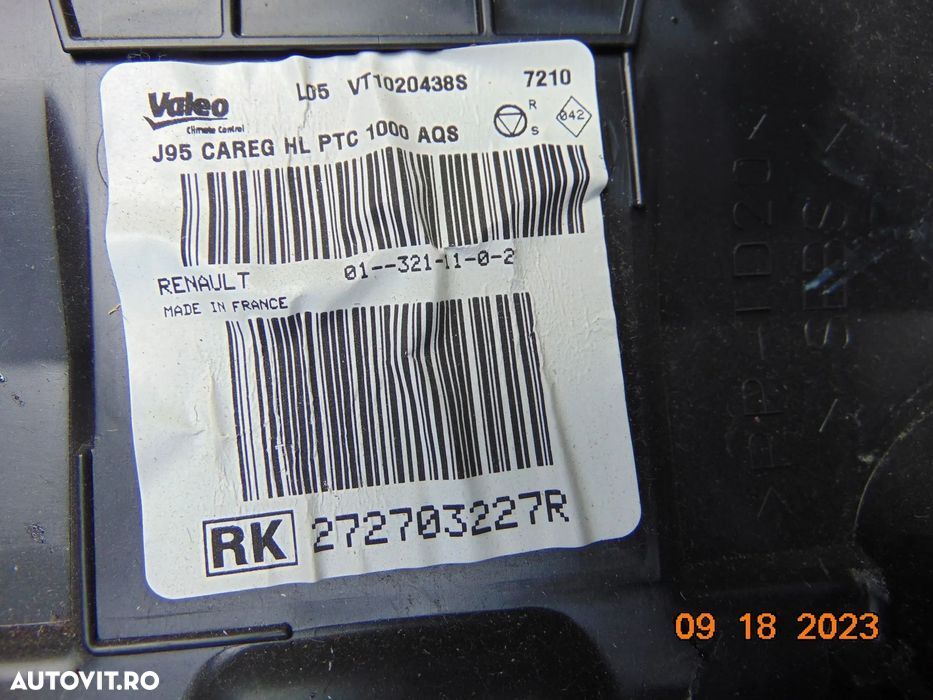 L05 VT1020438S 7210
Valeo
Climate Control
R
S
042
J95 CAREG HL PTC 1000 AQS
RENAULT 01--321-11-0-2
MADE IN FRANCE
RK 272703227R
09 18 2023
AUTOVIT.RO